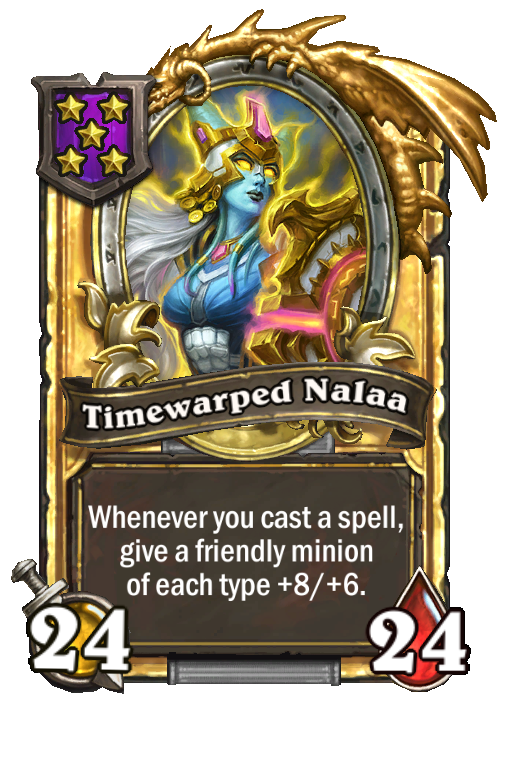 Timewarped Nalaa
Whenever you cast a spell,
give a friendly minion
of each type +8/+6.
24
24